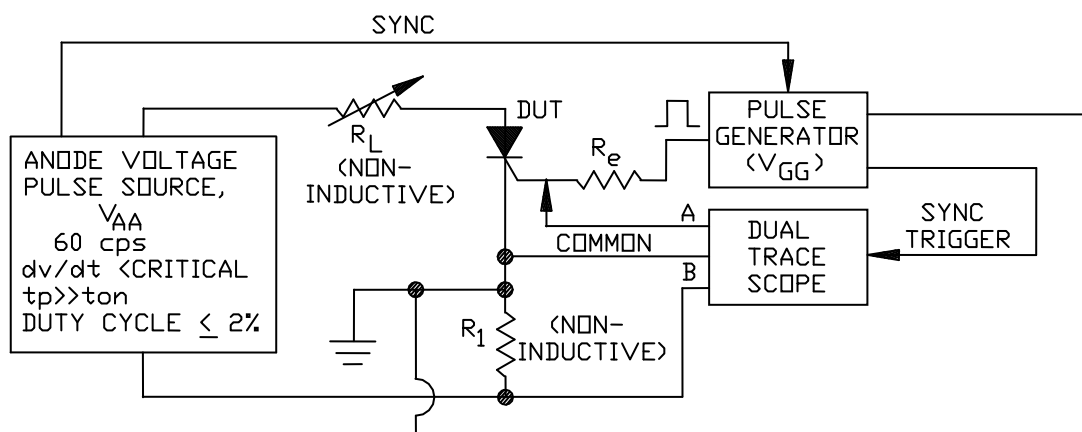 SYNC
ANODE VOLTAGE
PULSE SOURCE,
VAA
60 cps
dv/dt <CRITICAL
tp>>ton
DUTY CYCLE ≤ 2%
RL
(NON-
INDUCTIVE)
DUT
Re
PULSE
GENERATOR
(VGG)
SYNC
TRIGGER
A
COMMON
B
DUAL
TRACE
SCOPE
R1
(NON-
INDUCTIVE)